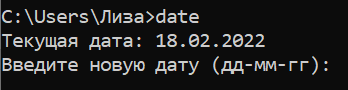 C:\Users\Лиза>date
Текущая дата: 18.02.2022
Введите новую дату (дд-мм-гг):